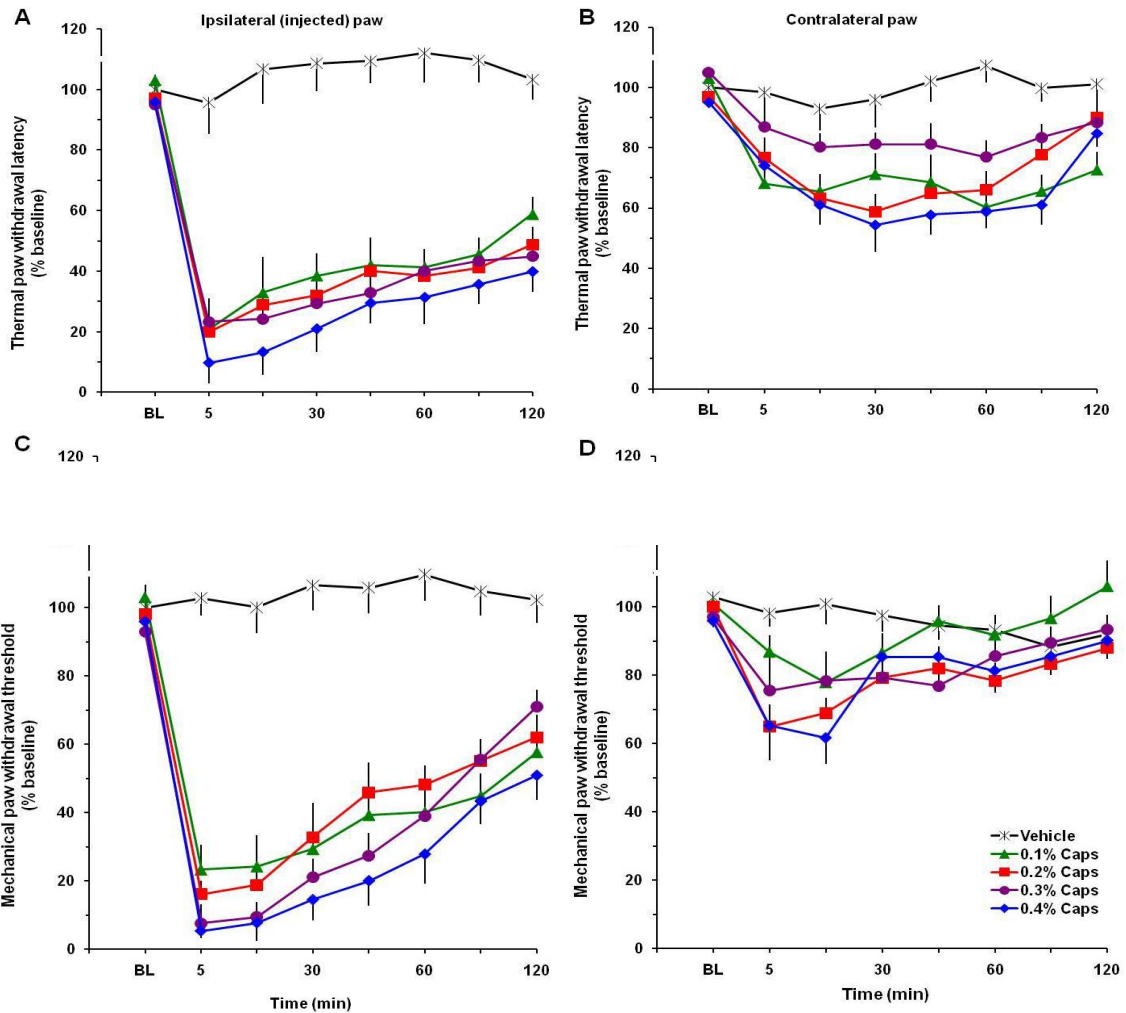 A
Ipsilateral (injected) paw
B
Contralateral paw
Thermal paw withdrawal latency
(% baseline)
120
100
80
60
40
20
0
BL
5
30
60
120
Thermal paw withdrawal latency
(% baseline)
120
100
80
60
40
20
0
BL
5
30
60
120
C
Mechanical paw withdrawal threshold
(% baseline)
120
100
80
60
40
20
0
BL
5
30
60
120
Time (min)
D
Mechanical paw withdrawal threshold
(% baseline)
120
100
80
60
40
20
0
BL
5
30
60
120
Time (min)
Vehicle
0.1% Caps
0.2% Caps
0.3% Caps
0.4% Caps